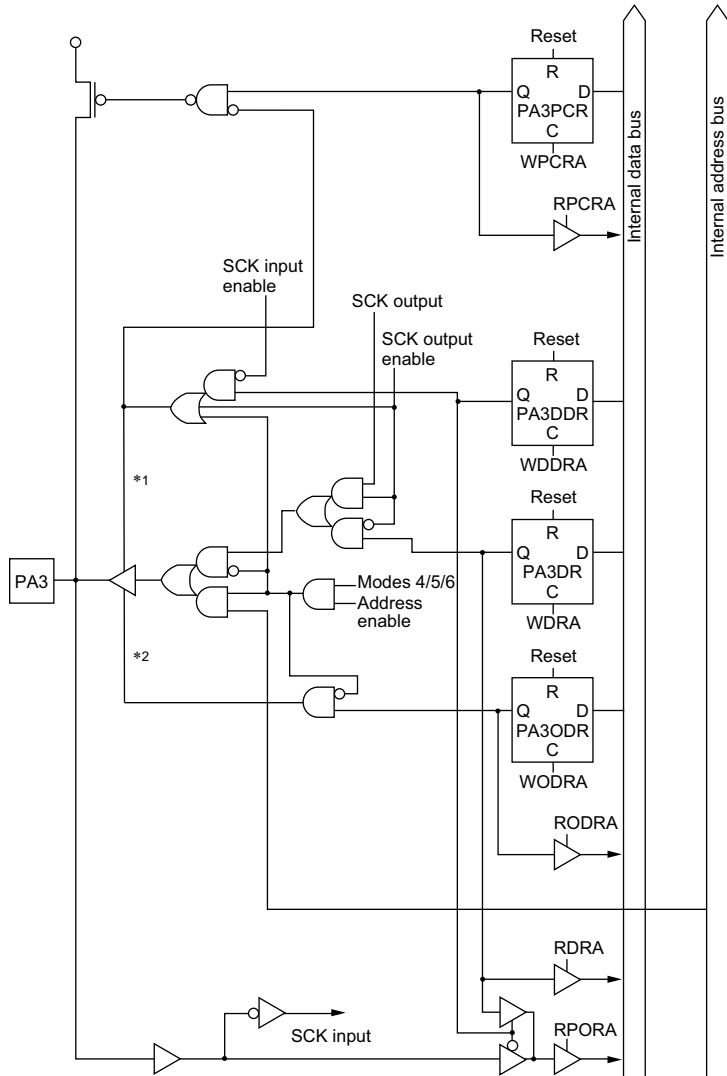 Reset
R
Q D
PA3PCR
C
WPCRA
RPCRA
Internal data bus
Internal address bus
SCK input
enable
SCK output
SCK output
enable
Reset
R
Q D
PA3DDR
C
WDDRA
*1
Reset
R
Q D
PA3DR
C
WDRA
PA3
Modes 4/5/6
Address
enable
*2
Reset
R
Q D
PA3ODR
C
WODRA
RODRA
RDRA
SCK input
RPORA